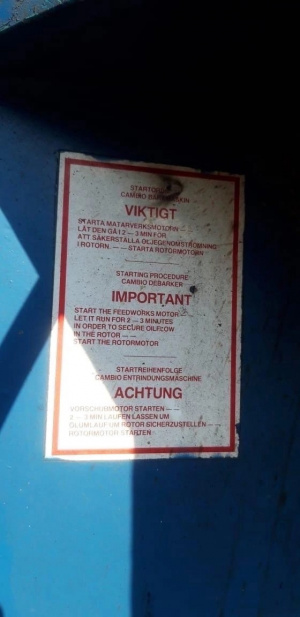 CAMBIO
VIKTIGT
STARTA MATARVERKSMOTORN — —
LÅT DEN GÅ I 2 — 3 MIN FÖR
ATT SÄKERSTÄLLA OLJEGENOMSTRÖMNING
I ROTORN. — — STARTA ROTORMOTORN
STARTING PROCEDURE:
CAMBIO DEBARKER
IMPORTANT
START THE FEEDWORKS MOTOR —
LET IT RUN FOR 2 — 3 MINUTES
IN ORDER TO SECURE OILFLOW
IN THE ROTOR — —
START THE ROTORMOTOR
STARTREIHENFOLGE
CAMBIO ENTRINDUNGSMASCHINE
ACHTUNG
VORSCHUBMOTOR STARTEN — —
2 — 3 MIN LAUFEN LASSEN UM
ÖLUMLAUF UM ROTOR SICHERZUSTELLEN — —
ROTORMOTOR STARTEN